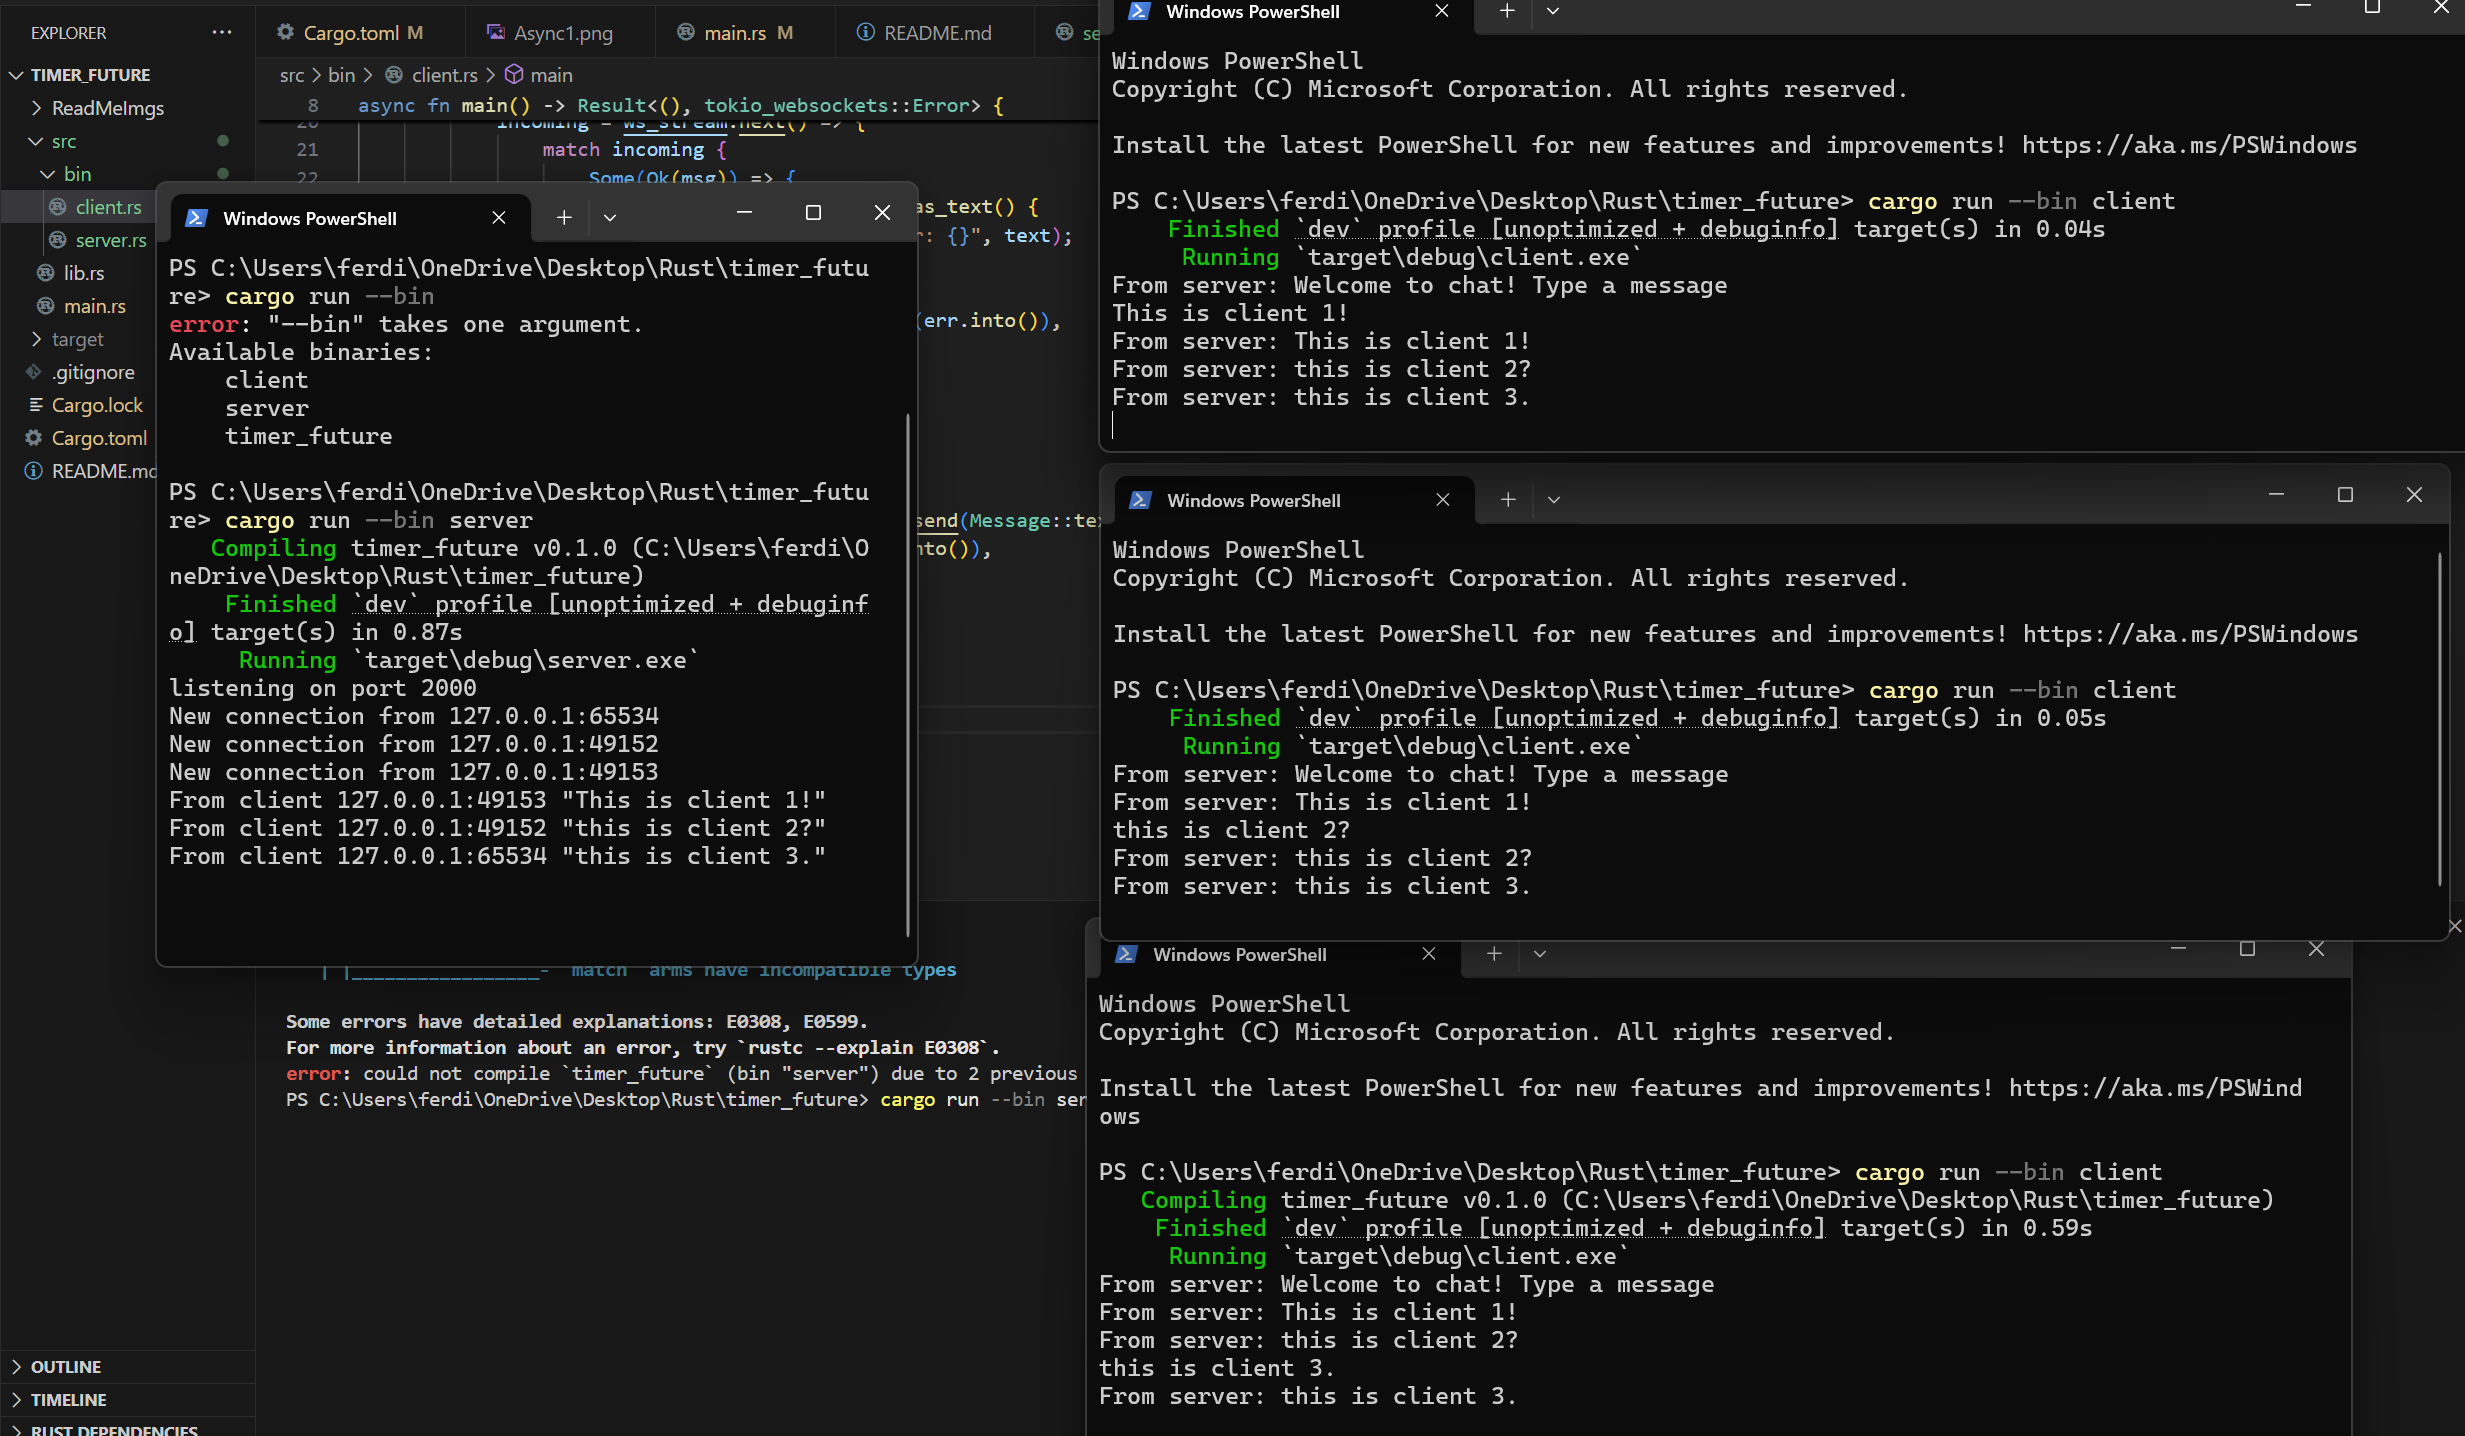 EXPLORER
TIMER_FUTURE
ReadMeImgs
src
bin
client.rs
server.rs
lib.rs
main.rs
target
.gitignore
Cargo.lock
Cargo.toml
README.md
OUTLINE
TIMELINE
RUST DEPENDENCIES
Cargo.toml M
Async1.png
main.rs M
README.md
se
src > bin > client.rs > main
8 async fn main() -> Result<(), tokio_websockets::Error> {
20 incoming = ws_stream.next() => {
21 match incoming {
22 Some(Ok(msg)) => {
as_text() {
r: {}", text);
(err.into()),
send(Message::tex
nto()),
Windows PowerShell
PS C:\Users\ferdi\OneDrive\Desktop\Rust\timer_futu
re> cargo run --bin
error: "--bin" takes one argument.
Available binaries:
client
server
timer_future
PS C:\Users\ferdi\OneDrive\Desktop\Rust\timer_futu
re> cargo run --bin server
Compiling timer_future v0.1.0 (C:\Users\ferdi\O
neDrive\Desktop\Rust\timer_future)
Finished `dev` profile [unoptimized + debuginf
o] target(s) in 0.87s
Running `target\debug\server.exe`
listening on port 2000
New connection from 127.0.0.1:65534
New connection from 127.0.0.1:49152
New connection from 127.0.0.1:49153
From client 127.0.0.1:49153 "This is client 1!"
From client 127.0.0.1:49152 "this is client 2?"
From client 127.0.0.1:65534 "this is client 3."
| |_________________- `match` arms have incompatible types
Some errors have detailed explanations: E0308, E0599.
For more information about an error, try `rustc --explain E0308`.
error: could not compile `timer_future` (bin "server") due to 2 previous
PS C:\Users\ferdi\OneDrive\Desktop\Rust\timer_future> cargo run --bin ser
Windows PowerShell
Windows PowerShell
Copyright (C) Microsoft Corporation. All rights reserved.
Install the latest PowerShell for new features and improvements! https://aka.ms/PSWindows
PS C:\Users\ferdi\OneDrive\Desktop\Rust\timer_future> cargo run --bin client
Finished `dev` profile [unoptimized + debuginfo] target(s) in 0.04s
Running `target\debug\client.exe`
From server: Welcome to chat! Type a message
This is client 1!
From server: This is client 1!
From server: this is client 2?
From server: this is client 3.
Windows PowerShell
Windows PowerShell
Copyright (C) Microsoft Corporation. All rights reserved.
Install the latest PowerShell for new features and improvements! https://aka.ms/PSWindows
PS C:\Users\ferdi\OneDrive\Desktop\Rust\timer_future> cargo run --bin client
Finished `dev` profile [unoptimized + debuginfo] target(s) in 0.05s
Running `target\debug\client.exe`
From server: Welcome to chat! Type a message
From server: This is client 1!
this is client 2?
From server: this is client 2?
From server: this is client 3.
Windows PowerShell
Windows PowerShell
Copyright (C) Microsoft Corporation. All rights reserved.
Install the latest PowerShell for new features and improvements! https://aka.ms/PSWind
ows
PS C:\Users\ferdi\OneDrive\Desktop\Rust\timer_future> cargo run --bin client
Compiling timer_future v0.1.0 (C:\Users\ferdi\OneDrive\Desktop\Rust\timer_future)
Finished `dev` profile [unoptimized + debuginfo] target(s) in 0.59s
Running `target\debug\client.exe`
From server: Welcome to chat! Type a message
From server: This is client 1!
From server: this is client 2?
this is client 3.
From server: this is client 3.